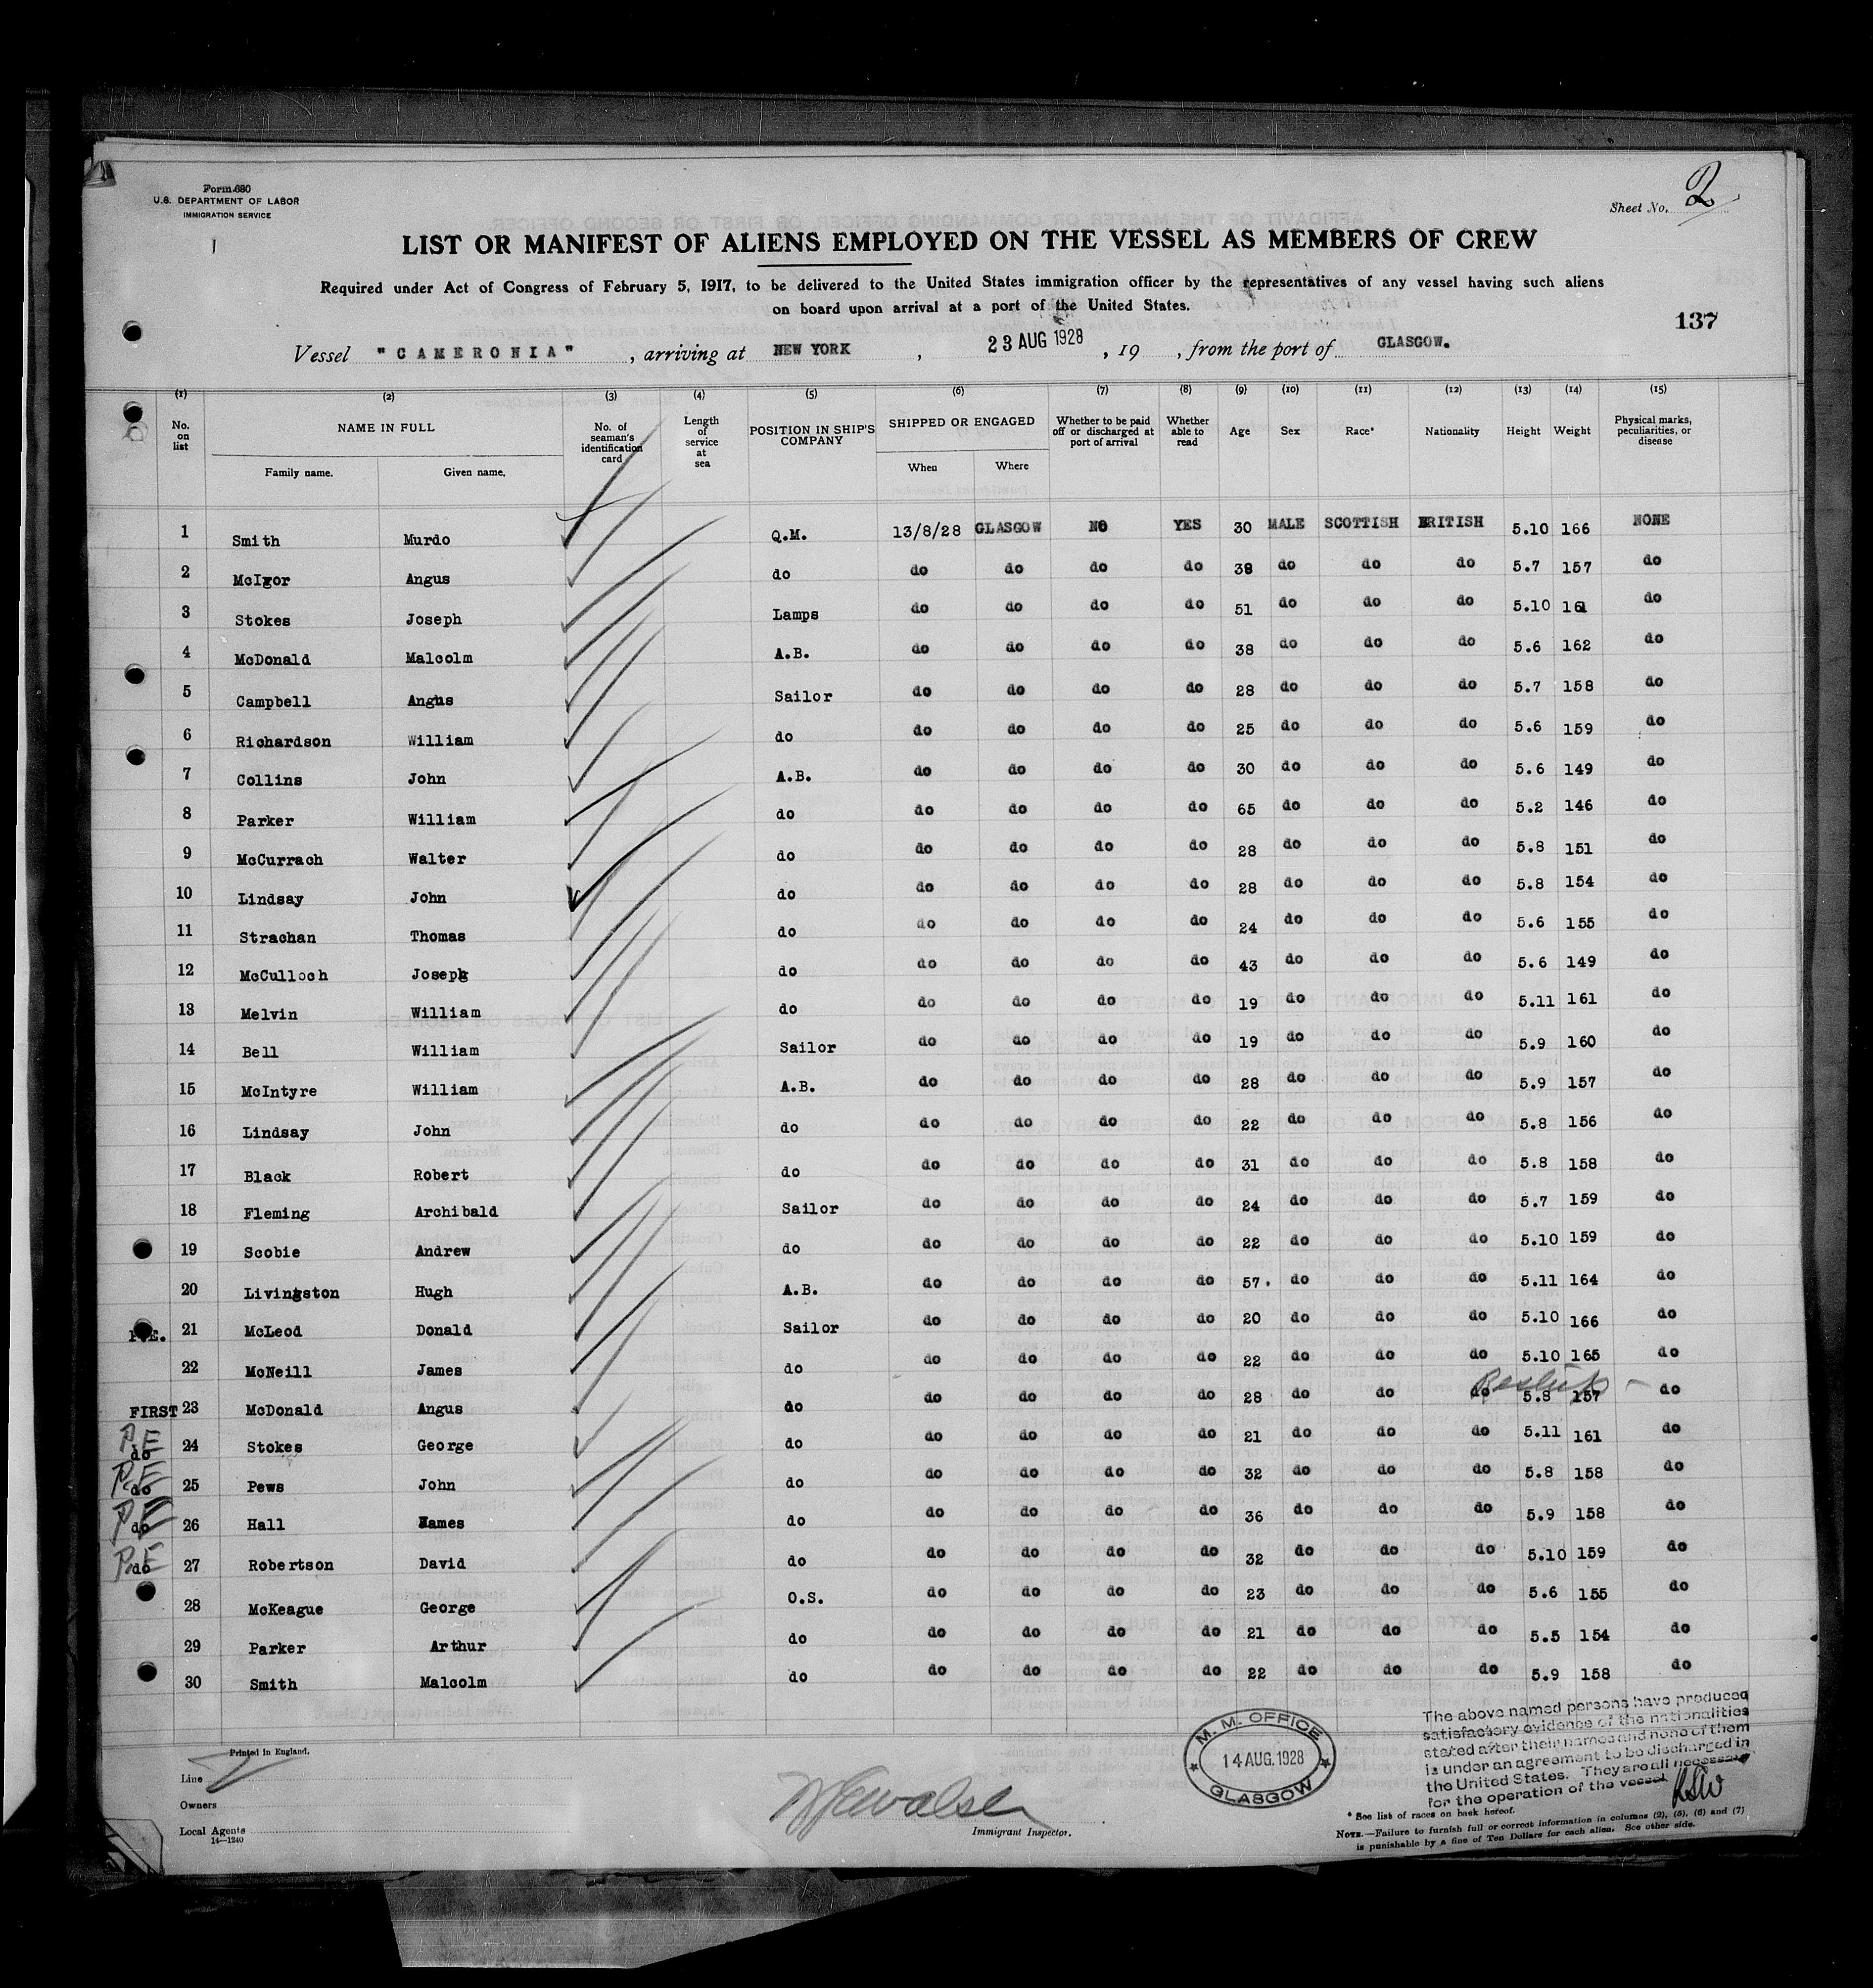 Form 680
U.S. DEPARTMENT OF LABOR
IMMIGRATION SERVICE
Sheet No. 2
LIST OR MANIFEST OF ALIENS EMPLOYED ON THE VESSEL AS MEMBERS OF CREW
Required under Act of Congress of February 5, 1917, to be delivered to the United States immigration officer by the representatives of any vessel having such aliens
on board upon arrival at a port of the United States.
137
Vessel "CAMERONIA", arriving at NEW YORK, 23 AUG 1928, 19 , from the port of GLASGOW.
(1) (2) (3) (4) (5) (6) (7) (8) (9) (10) (11) (12) (13) (14) (15)
No. on list NAME IN FULL Family name. Given name. No. of seaman's identification card Length of service at sea POSITION IN SHIP'S COMPANY SHIPPED OR ENGAGED When Where Whether to be paid off or discharged at port of arrival Whether able to read Age Sex Race* Nationality Height Weight Physical marks, peculiarities, or disease
1 Smith Murdo Q.M. 13/8/28 GLASGOW NO YES 30 MALE SCOTTISH BRITISH 5.10 166 NONE
2 McIgor Angus do do do do do 38 do do do 5.7 157 do
3 Stokes Joseph Lamps do do do do 51 do do do 5.10 161 do
4 McDonald Malcolm A.B. do do do do 38 do do do 5.6 162 do
5 Campbell Angus Sailor do do do do 28 do do do 5.7 158 do
6 Richardson William do do do do do 25 do do do 5.6 159 do
7 Collins John A.B. do do do do 30 do do do 5.6 149 do
8 Parker William do do do do do 65 do do do 5.2 146 do
9 McCurrach Walter do do do do do 28 do do do 5.8 151 do
10 Lindsay John do do do do do 28 do do do 5.8 154 do
11 Strachan Thomas do do do do do 24 do do do 5.6 155 do
12 McCulloch Joseph do do do do do 43 do do do 5.6 149 do
13 Melvin William do do do do do 19 do do do 5.11 161 do
14 Bell William Sailor do do do do 19 do do do 5.9 160 do
15 McIntyre William A.B. do do do do 28 do do do 5.9 157 do
16 Lindsay John do do do do do 22 do do do 5.8 156 do
17 Black Robert do do do do do 31 do do do 5.8 158 do
18 Fleming Archibald Sailor do do do do 24 do do do 5.7 159 do
19 Scobie Andrew do do do do do 22 do do do 5.10 159 do
20 Livingston Hugh A.B. do do do do 57. do do do 5.11 164 do
21 McLeod Donald Sailor do do do do 20 do do do 5.10 166 do
22 McNeill James do do do do do 22 do do do 5.10 165 do
FIRST 23 McDonald Angus do do do do do 28 do do do 5.8 157 do
PE do 24 Stokes George do do do do do 21 do do do 5.11 161 do
PE do 25 Pews John do do do do do 32 do do do 5.8 158 do
PE do 26 Hall James do do do do do 36 do do do 5.9 158 do
PE do 27 Robertson David do do do do do 32 do do do 5.10 159 do
28 McKeague George O.S. do do do do 23 do do do 5.6 155 do
29 Parker Arthur do do do do do 21 do do do 5.5 154 do
30 Smith Malcolm do do do do do 22 do do do 5.9 158 do
Printed in England.
Line
Owners
Local Agents
14—1240
Immigrant Inspector.
M. M. OFFICE
14 AUG. 1928
GLASGOW
The above named persons have produced
satisfactory evidence of the nationalities
stated after their names and none of them
is under an agreement to be discharged in
the United States. They are all necessary
for the operation of the vessel
* See list of races on back hereof.
NOTE.—Failure to furnish full or correct information in columns (2), (5), (6) and (7)
is punishable by a fine of Ten Dollars for each alien. See other side.